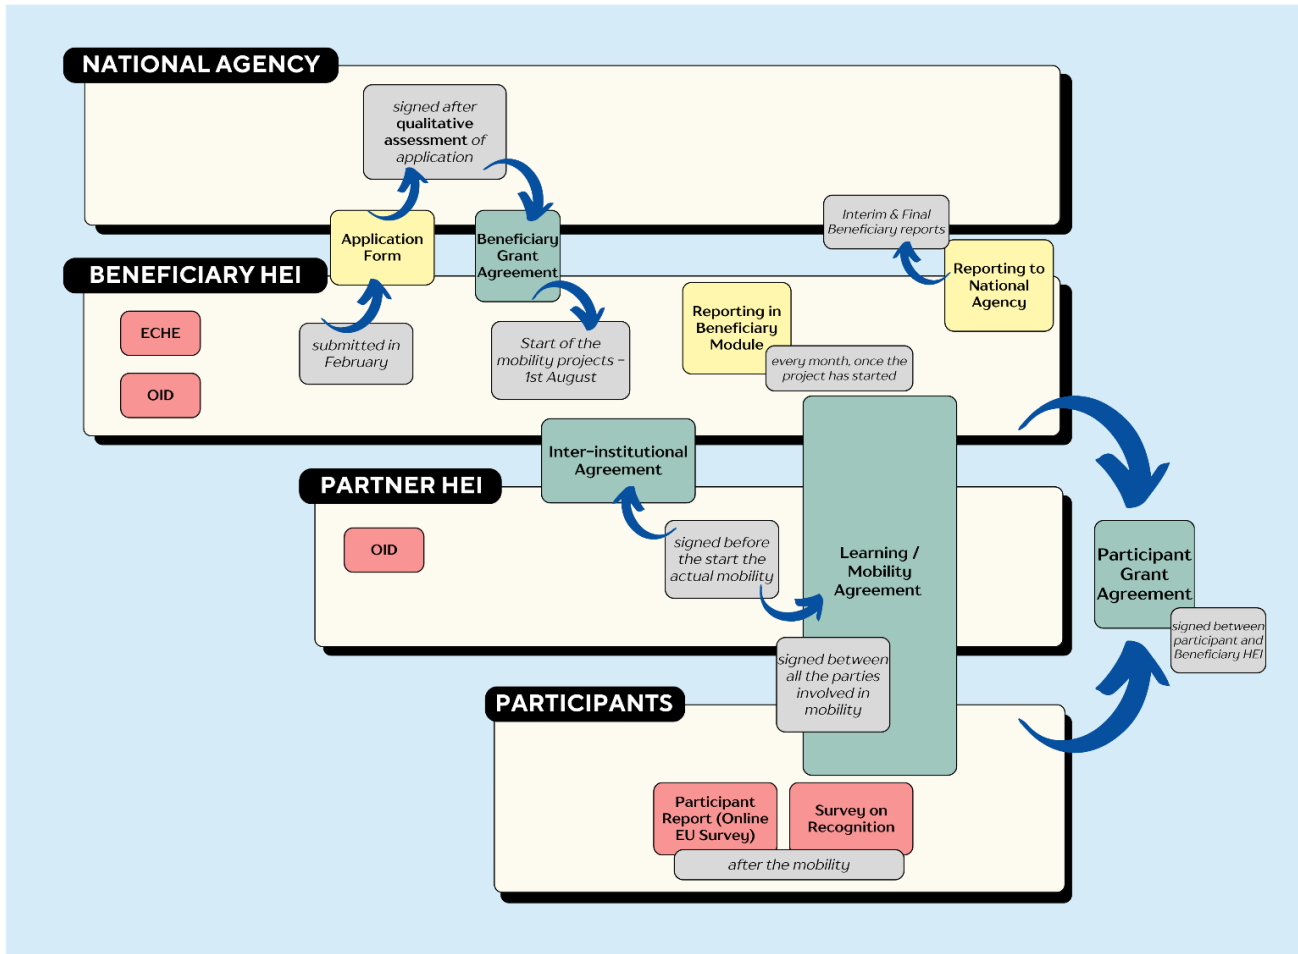 NATIONAL AGENCY
signed after
qualitative
assessment of
application
Application
Form
Beneficiary
Grant
Agreement
Interim & Final
Beneficiary reports
Reporting to
National
Agency
BENEFICIARY HEI
ECHE
OID
submitted in
February
Start of the
mobility projects –
1st August
Reporting in
Beneficiary
Module
every month, once the
project has started
Inter-institutional
Agreement
PARTNER HEI
OID
signed before
the start the
actual mobility
Learning /
Mobility
Agreement
Participant
Grant
Agreement
signed between
participant and
Beneficiary HEI
signed between
all the parties
involved in
mobility
PARTICIPANTS
Participant
Report (Online
EU Survey)
Survey on
Recognition
after the mobility